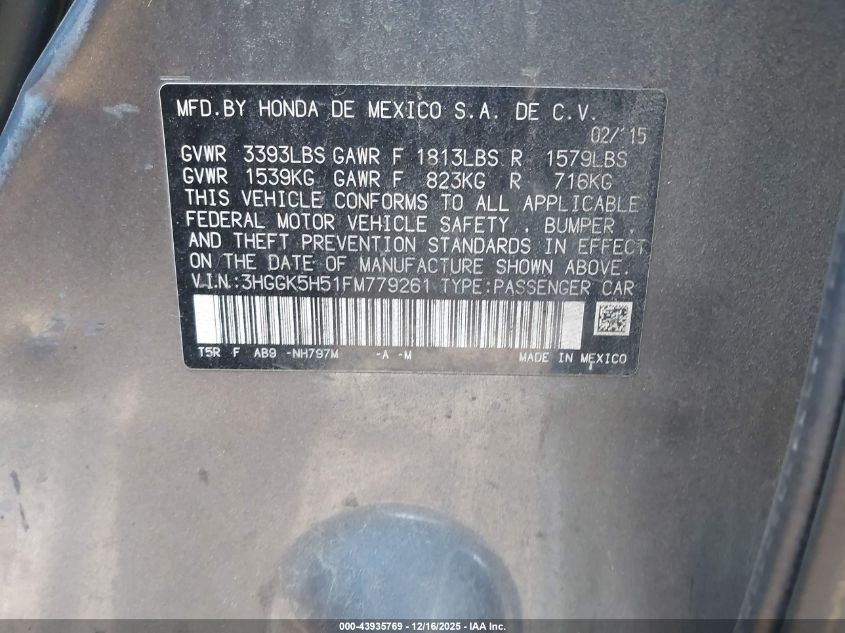 MFD.BY HONDA DE MEXICO S.A. DE C.V.
02/'15
GVWR 3393LBS GAWR F 1813LBS R 1579LBS
GVWR 1539KG GAWR F 823KG R 716KG
THIS VEHICLE CONFORMS TO ALL APPLICABLE
FEDERAL MOTOR VEHICLE SAFETY , BUMPER ,
AND THEFT PREVENTION STANDARDS IN EFFECT
ON THE DATE OF MANUFACTURE SHOWN ABOVE.
V.I.N.:3HGGK5H51FM779261 TYPE:PASSENGER CAR
T5R F AB9 -NH797M -A -M MADE IN MEXICO
000-43935769 - 12/16/2025 - IAA Inc.